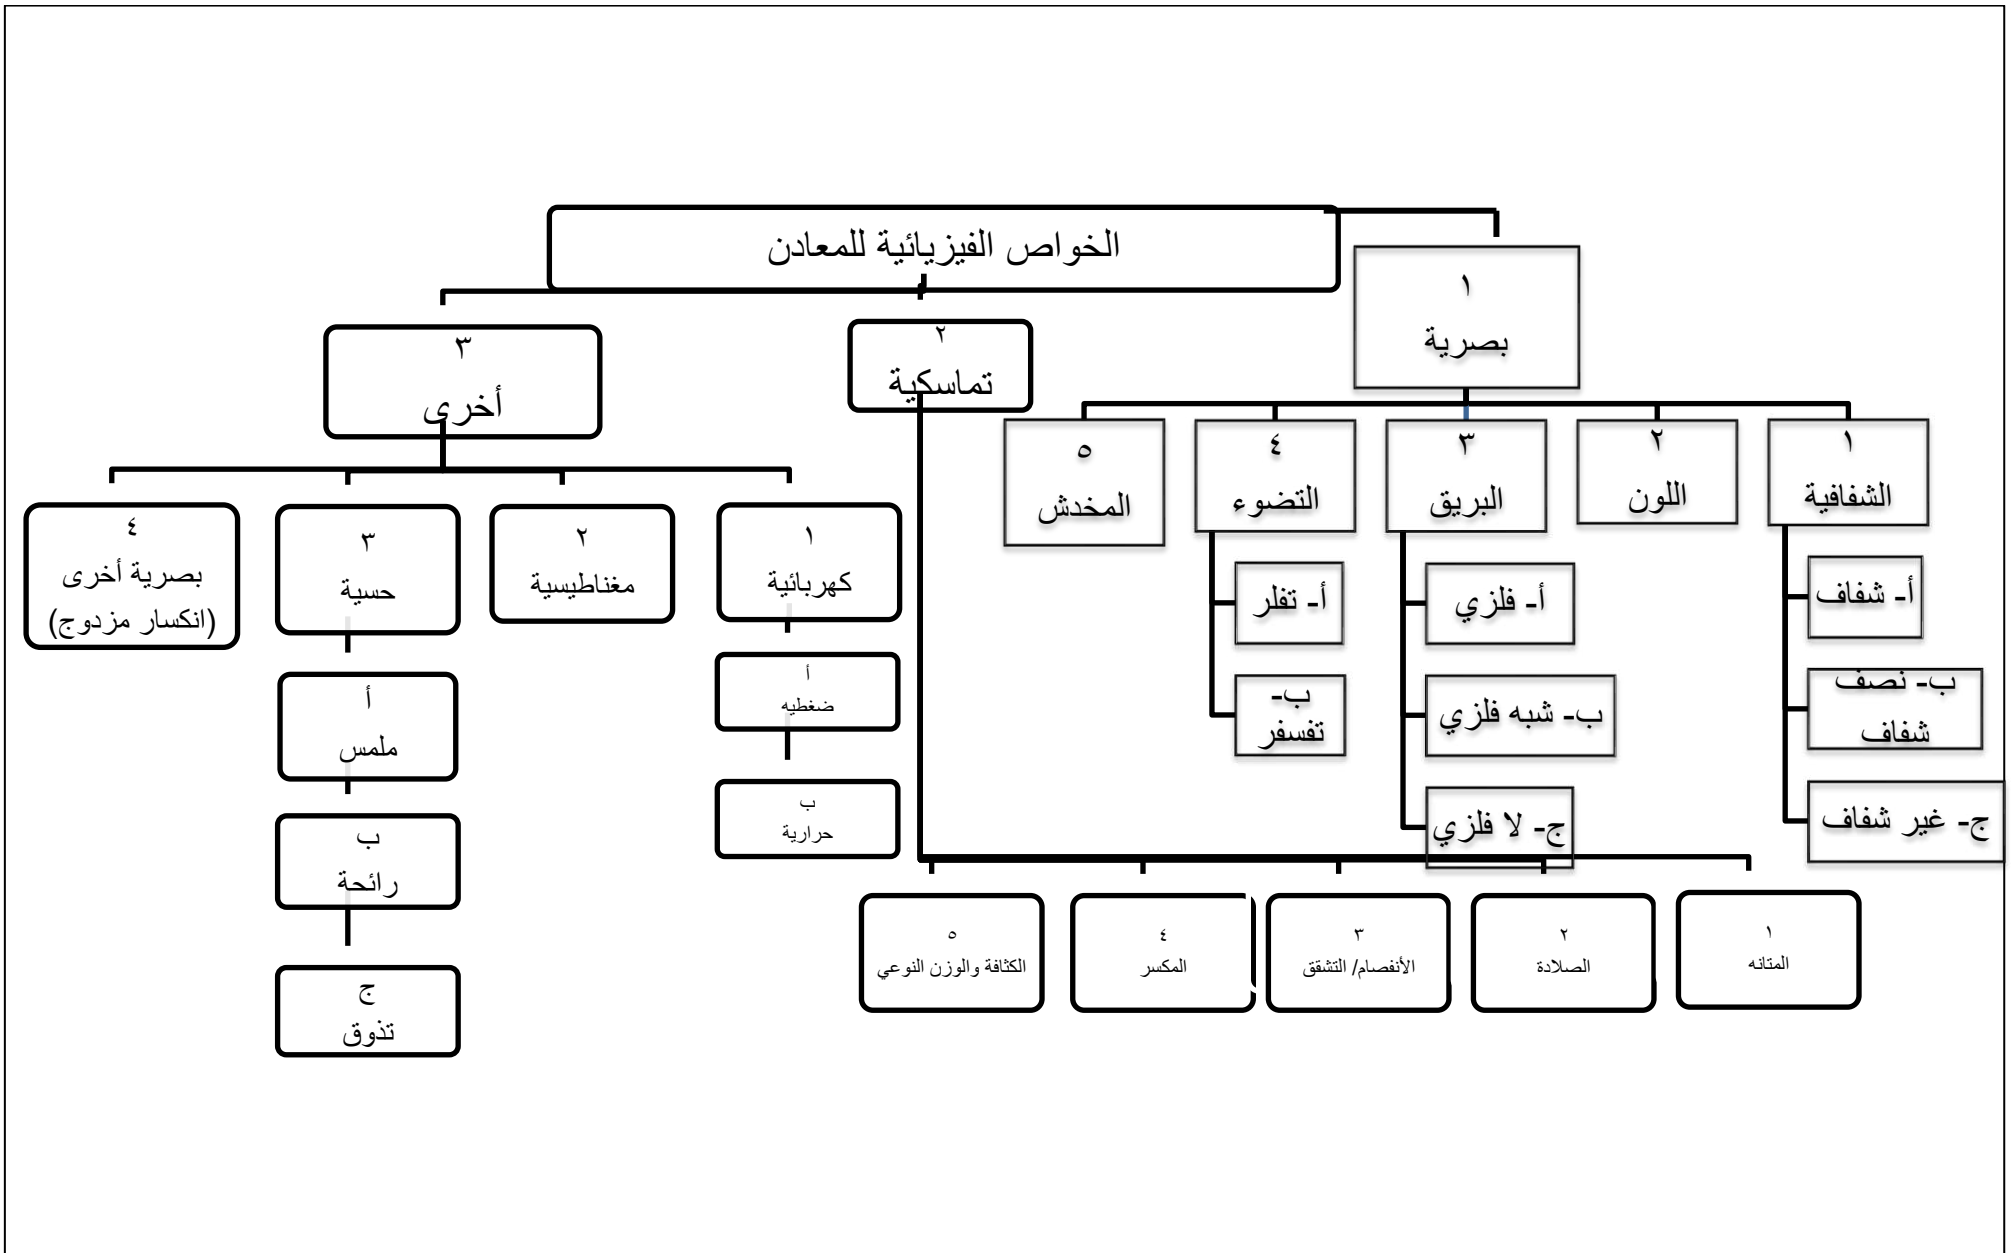 الخواص الفيزيائية للمعادن
١
بصرية
١
الشفافية
أ- شفاف
ب- نصف
شفاف
ج- غير شفاف
٢
اللون
٣
البريق
أ- فلزي
ب- شبه فلزي
ج- لا فلزي
٤
التضوء
أ- تفلر
ب-
تفسفر
٥
المخدش
٢
تماسكية
١
المتانه
٢
الصلادة
٣
الأنفصام/ التشقق
٤
المكسر
٥
الكثافة والوزن النوعي
٣
أخرى
١
كهربائية
أ
ضغطيه
ب
حرارية
٢
مغناطيسية
٣
حسية
أ
ملمس
ب
رائحة
ج
تذوق
٤
بصرية أخرى
(انكسار مزدوج)